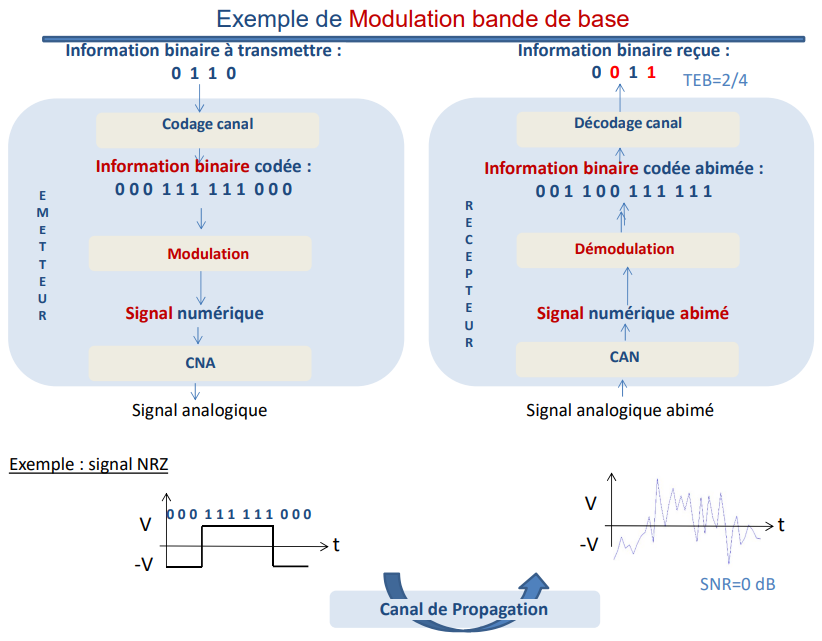 Exemple de Modulation bande de base
Information binaire à transmettre :
0 1 1 0
Codage canal
Information binaire codée :
0 0 0 1 1 1 1 1 1 0 0 0
EMETTEUR
Modulation
Signal numérique
CNA
Signal analogique
Information binaire reçue :
0 0 1 1
TEB=2/4
Décodage canal
Information binaire codée abimée :
0 0 1 1 0 0 1 1 1 1 1 1
RECEPTEUR
Démodulation
Signal numérique abimé
CAN
Signal analogique abimé
Exemple : signal NRZ
0 0 0 1 1 1 1 1 1 0 0 0
V
-V
t
V
-V
t
SNR=0 dB
Canal de Propagation